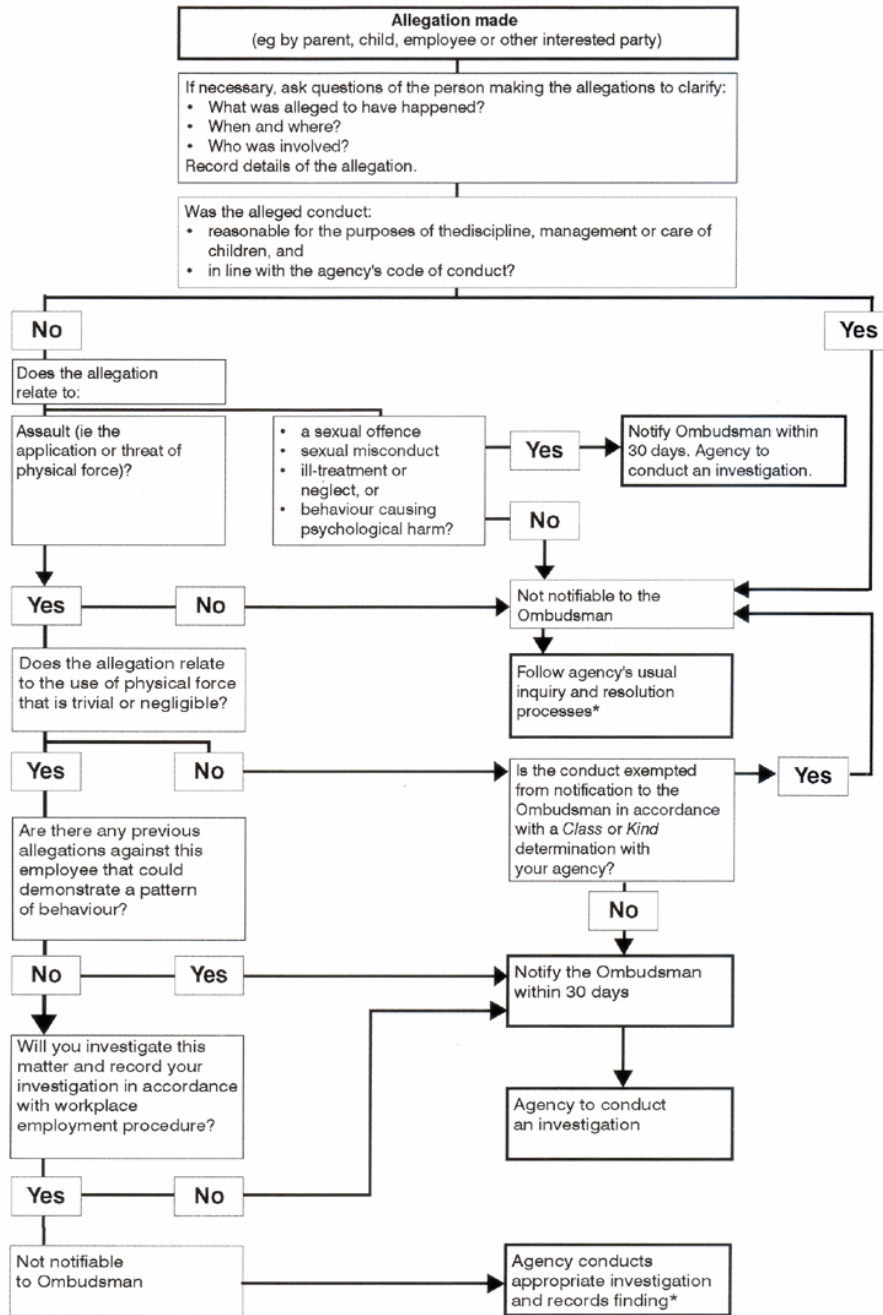 Allegation made
(eg by parent, child, employee or other interested party)
If necessary, ask questions of the person making the allegations to clarify:
• What was alleged to have happened?
• When and where?
• Who was involved?
Record details of the allegation.
Was the alleged conduct:
• reasonable for the purposes of thediscipline, management or care of
children, and
• in line with the agency's code of conduct?
No
Yes
Does the allegation
relate to:
Assault (ie the
application or threat of
physical force)?
• a sexual offence
• sexual misconduct
• ill-treatment or
neglect, or
• behaviour causing
psychological harm?
Yes
Notify Ombudsman within
30 days. Agency to
conduct an investigation.
No
Yes
No
Not notifiable to the
Ombudsman
Does the allegation relate
to the use of physical force
that is trivial or negligible?
Follow agency's usual
inquiry and resolution
processes*
Yes
No
Is the conduct exempted
from notification to the
Ombudsman in accordance
with a Class or Kind
determination with
your agency?
Yes
Are there any previous
allegations against this
employee that could
demonstrate a pattern
of behaviour?
No
No
Yes
Notify the Ombudsman
within 30 days
Will you investigate this
matter and record your
investigation in accordance
with workplace
employment procedure?
Agency to conduct
an investigation
Yes
No
Not notifiable
to Ombudsman
Agency conducts
appropriate investigation
and records finding*